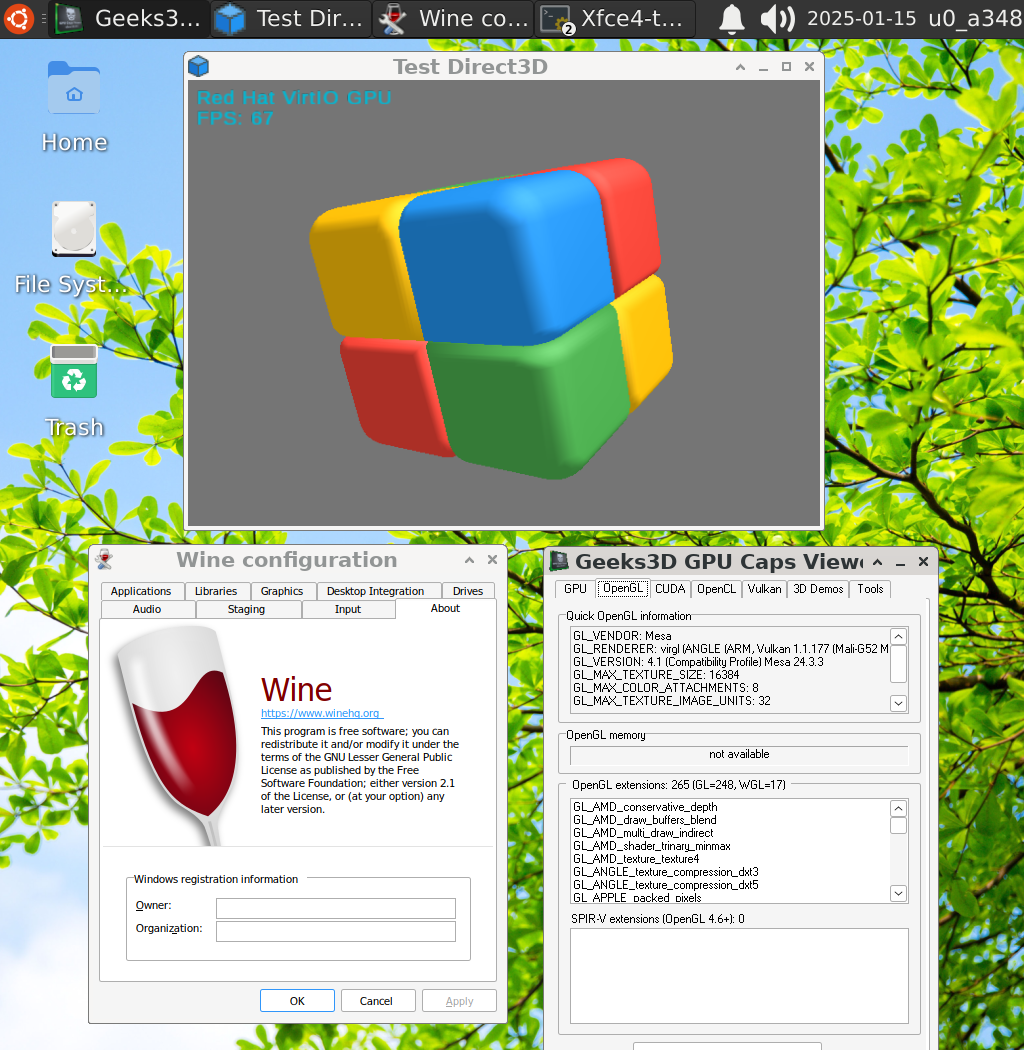 Geeks3...
Test Dir...
Wine co...
2
Xfce4-t...
2025-01-15
u0_a348
Home
File Syst...
Trash
Test Direct3D
Red Hat VirtIO GPU
FPS: 67
Wine configuration
Applications
Libraries
Graphics
Desktop Integration
Drives
Audio
Staging
Input
About
Wine
https://www.winehq.org
This program is free software; you can
redistribute it and/or modify it under the
terms of the GNU Lesser General Public
License as published by the Free
Software Foundation; either version 2.1
of the License, or (at your option) any
later version.
Windows registration information
Owner:
Organization:
OK
Cancel
Apply
Geeks3D GPU Caps Viewe
GPU
OpenGL
CUDA
OpenCL
Vulkan
3D Demos
Tools
Quick OpenGL information
GL_VENDOR: Mesa
GL_RENDERER: virgl (ANGLE (ARM, Vulkan 1.1.177 (Mali-G52 M
GL_VERSION: 4.1 (Compatibility Profile) Mesa 24.3.3
GL_MAX_TEXTURE_SIZE: 16384
GL_MAX_COLOR_ATTACHMENTS: 8
GL_MAX_TEXTURE_IMAGE_UNITS: 32
OpenGL memory
not available
OpenGL extensions: 265 (GL=248, WGL=17)
GL_AMD_conservative_depth
GL_AMD_draw_buffers_blend
GL_AMD_multi_draw_indirect
GL_AMD_shader_trinary_minmax
GL_AMD_texture_texture4
GL_ANGLE_texture_compression_dxt3
GL_ANGLE_texture_compression_dxt5
GL_APPLE_packed_pixels
SPIR-V extensions (OpenGL 4.6+): 0